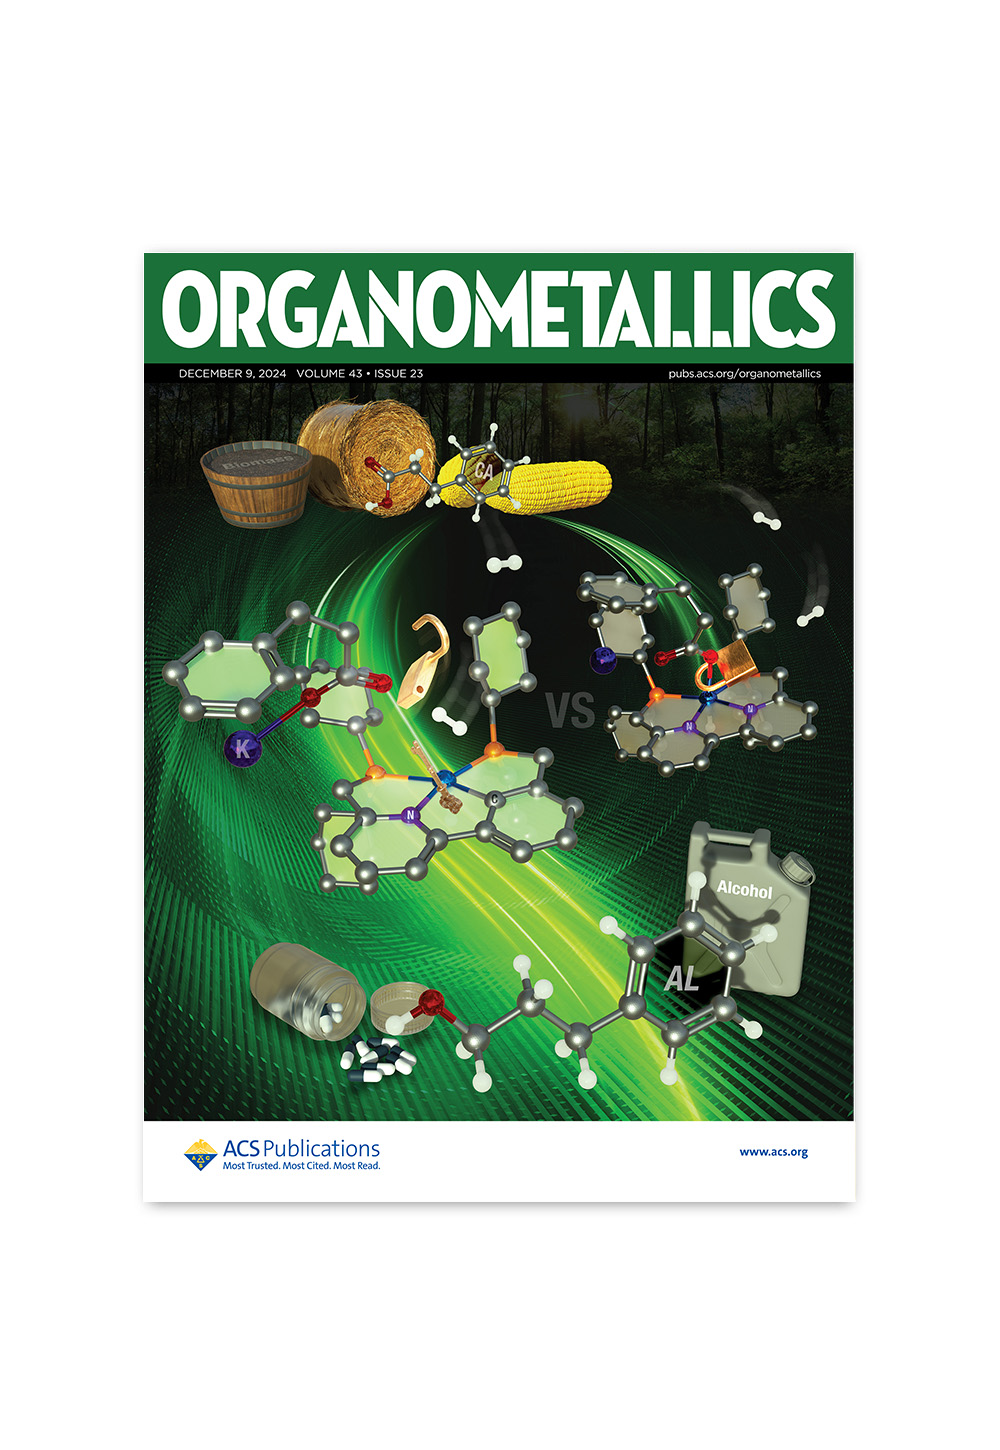 ORGANOMETALLICS
DECEMBER 9, 2024 VOLUME 43 • ISSUE 23
pubs.acs.org/organometallics
Biomass
CA
VS
K
N
C
N
N
Alcohol
AL
ACS Publications
Most Trusted. Most Cited. Most Read.
www.acs.org